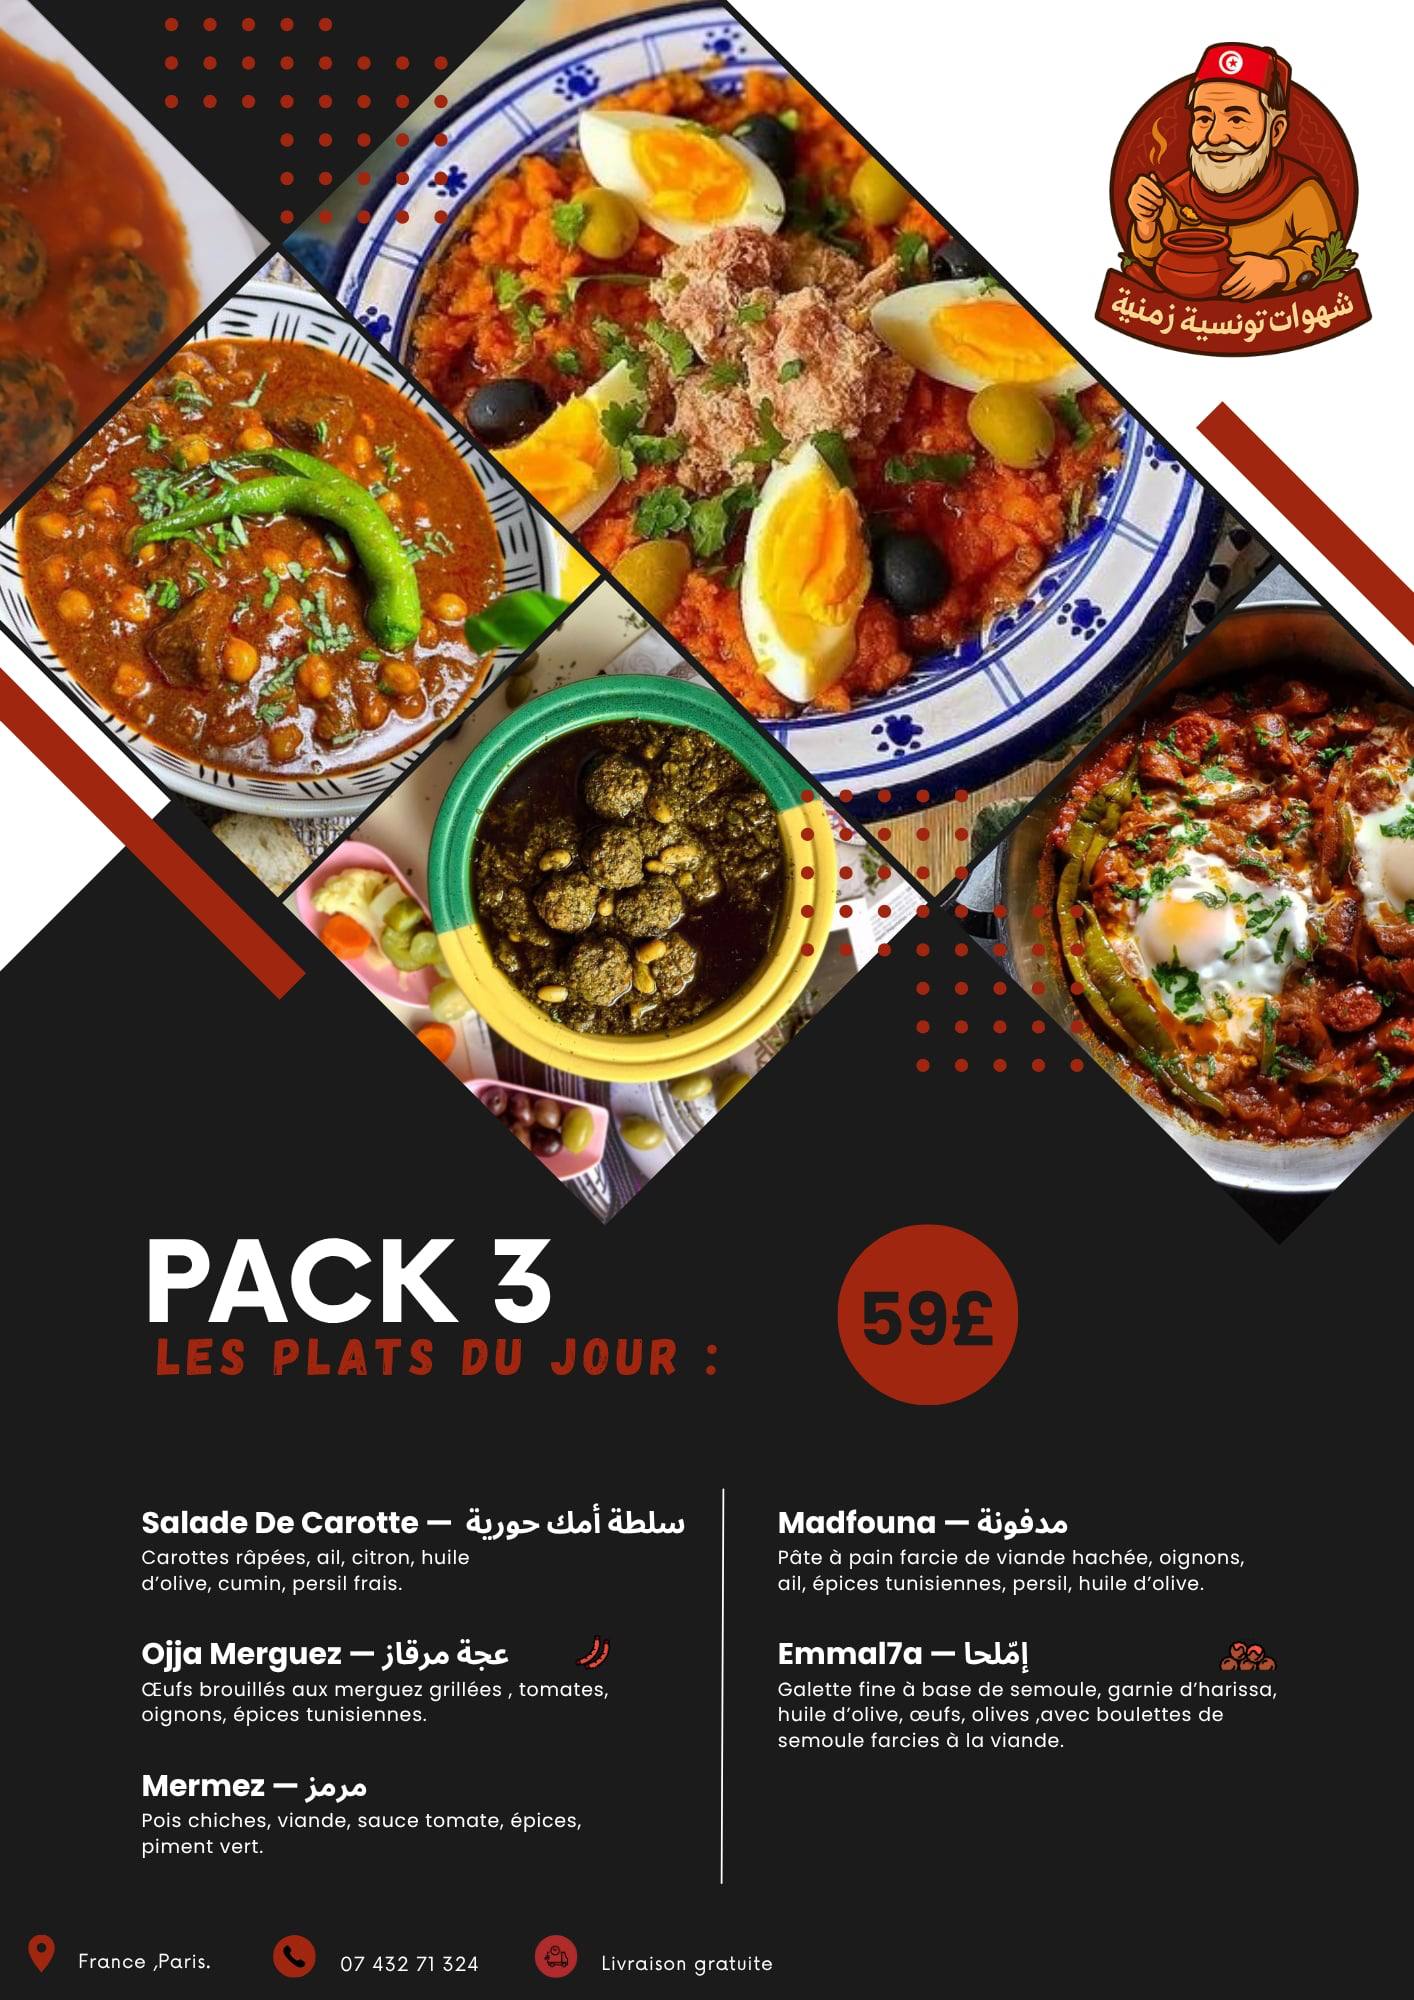 شهوات تونسية زمنية
PACK 3
59£
LES PLATS DU JOUR :
Salade De Carotte — سلطة أمك حورية
Carottes râpées, ail, citron, huile
d’olive, cumin, persil frais.
Ojja Merguez — عجة مرقاز
Œufs brouillés aux merguez grillées , tomates,
oignons, épices tunisiennes.
Mermez — مرمز
Pois chiches, viande, sauce tomate, épices,
piment vert.
Madfouna — مدفونة
Pâte à pain farcie de viande hachée, oignons,
ail, épices tunisiennes, persil, huile d’olive.
Emmal7a — إمّلحا
Galette fine à base de semoule, garnie d’harissa,
huile d’olive, œufs, olives ,avec boulettes de
semoule farcies à la viande.
France ,Paris.
07 432 71 324
Livraison gratuite